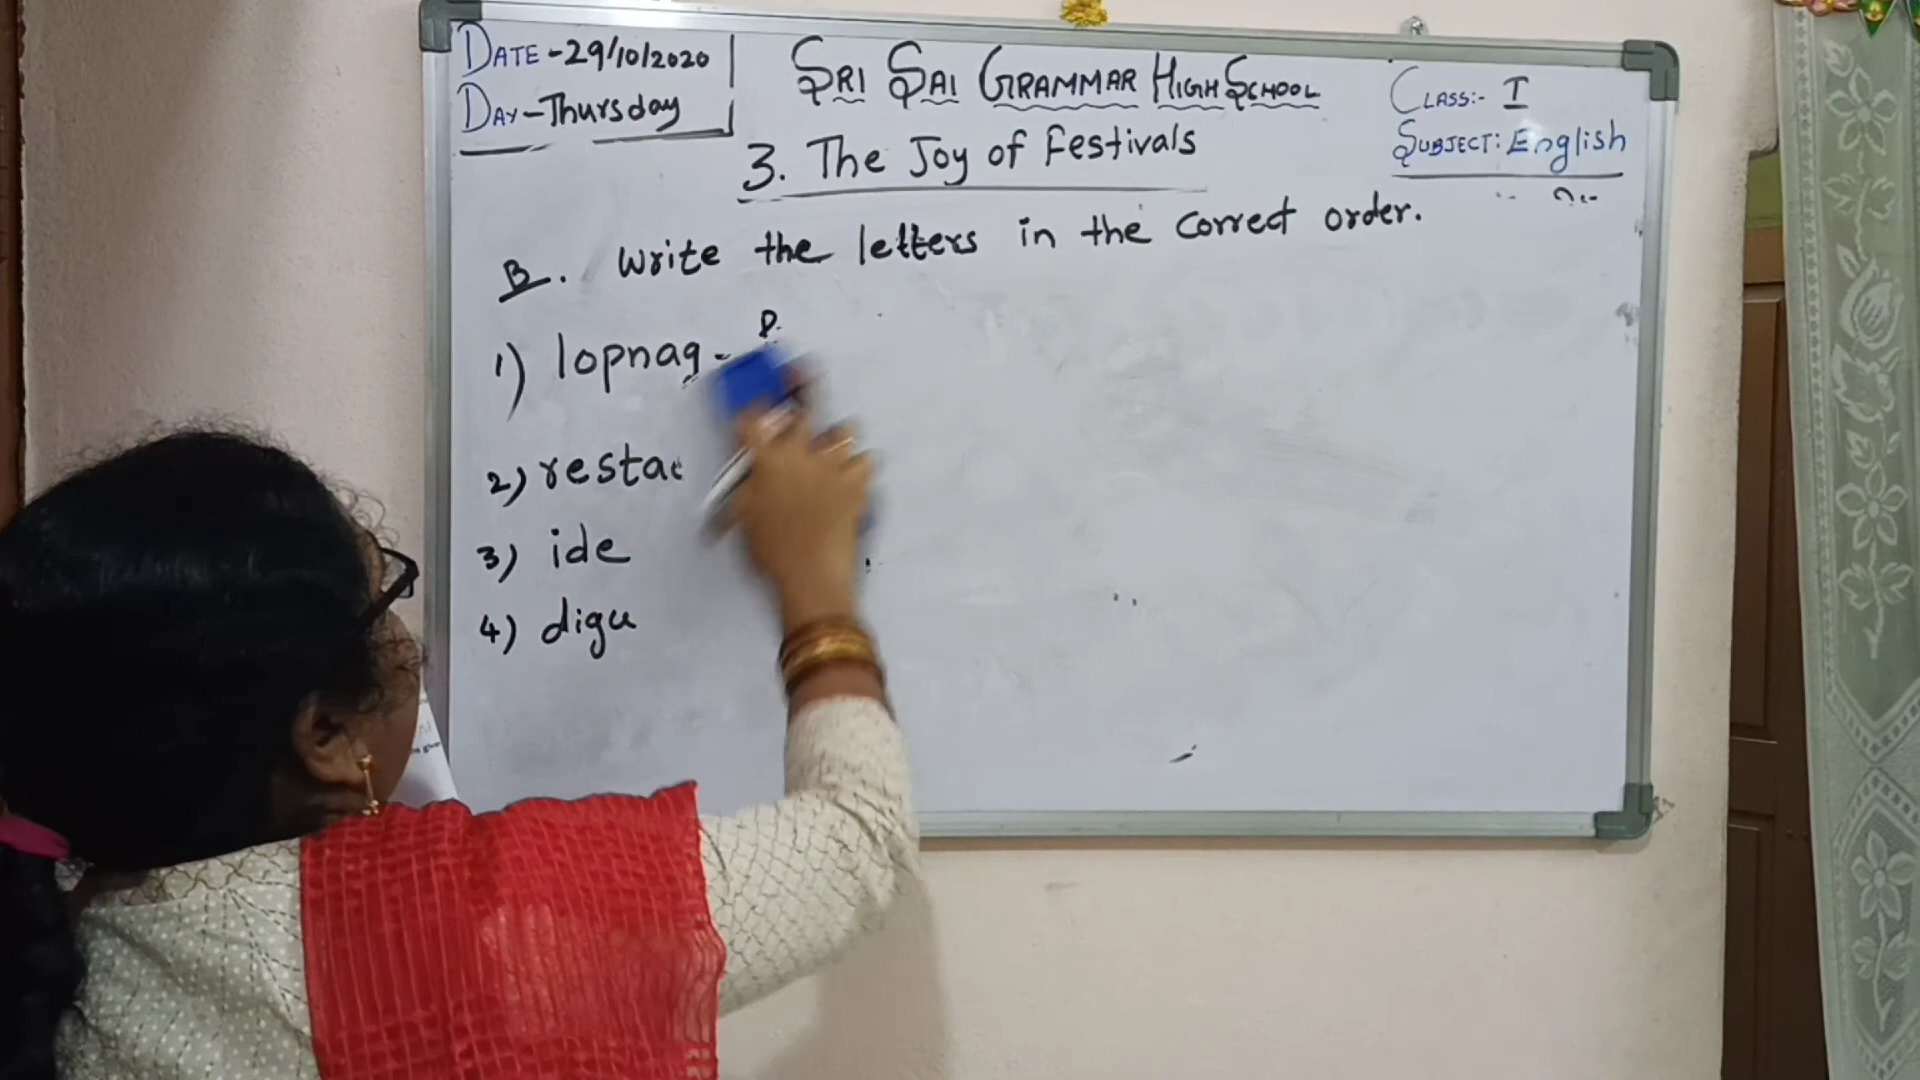 DATE - 29/10/2020
DAY - Thursday
SRI SAI GRAMMAR HIGH SCHOOL
CLASS:- I
SUBJECT: English
3. The Joy of Festivals
B. Write the letters in the correct order.
1) lopnag -
2) restac
3) ide
4) digu